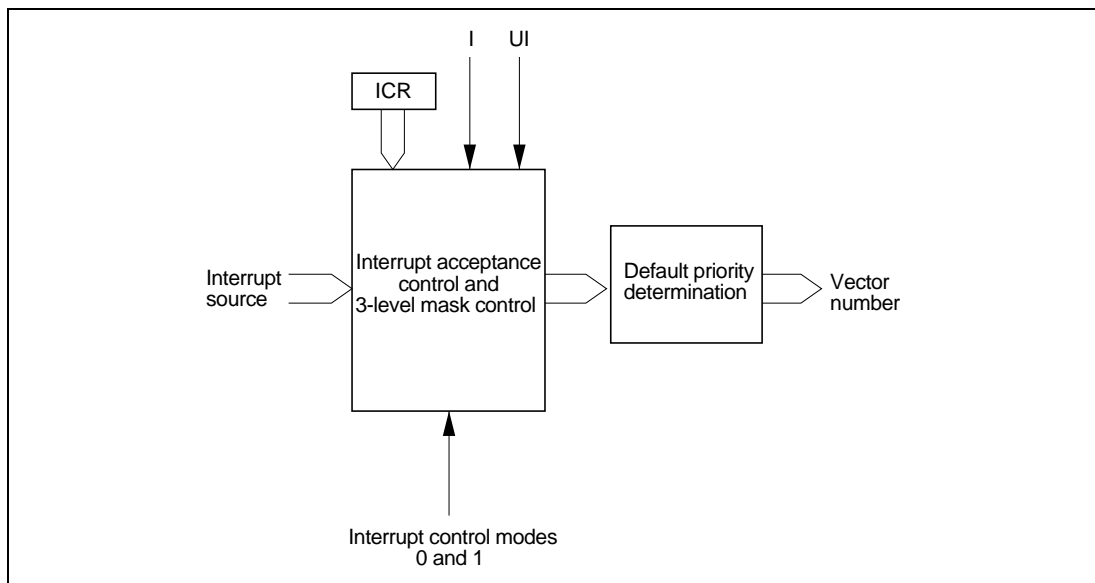 I UI
ICR
Interrupt acceptance
control and
3-level mask control
Interrupt
source
Default priority
determination
Vector
number
Interrupt control modes
0 and 1